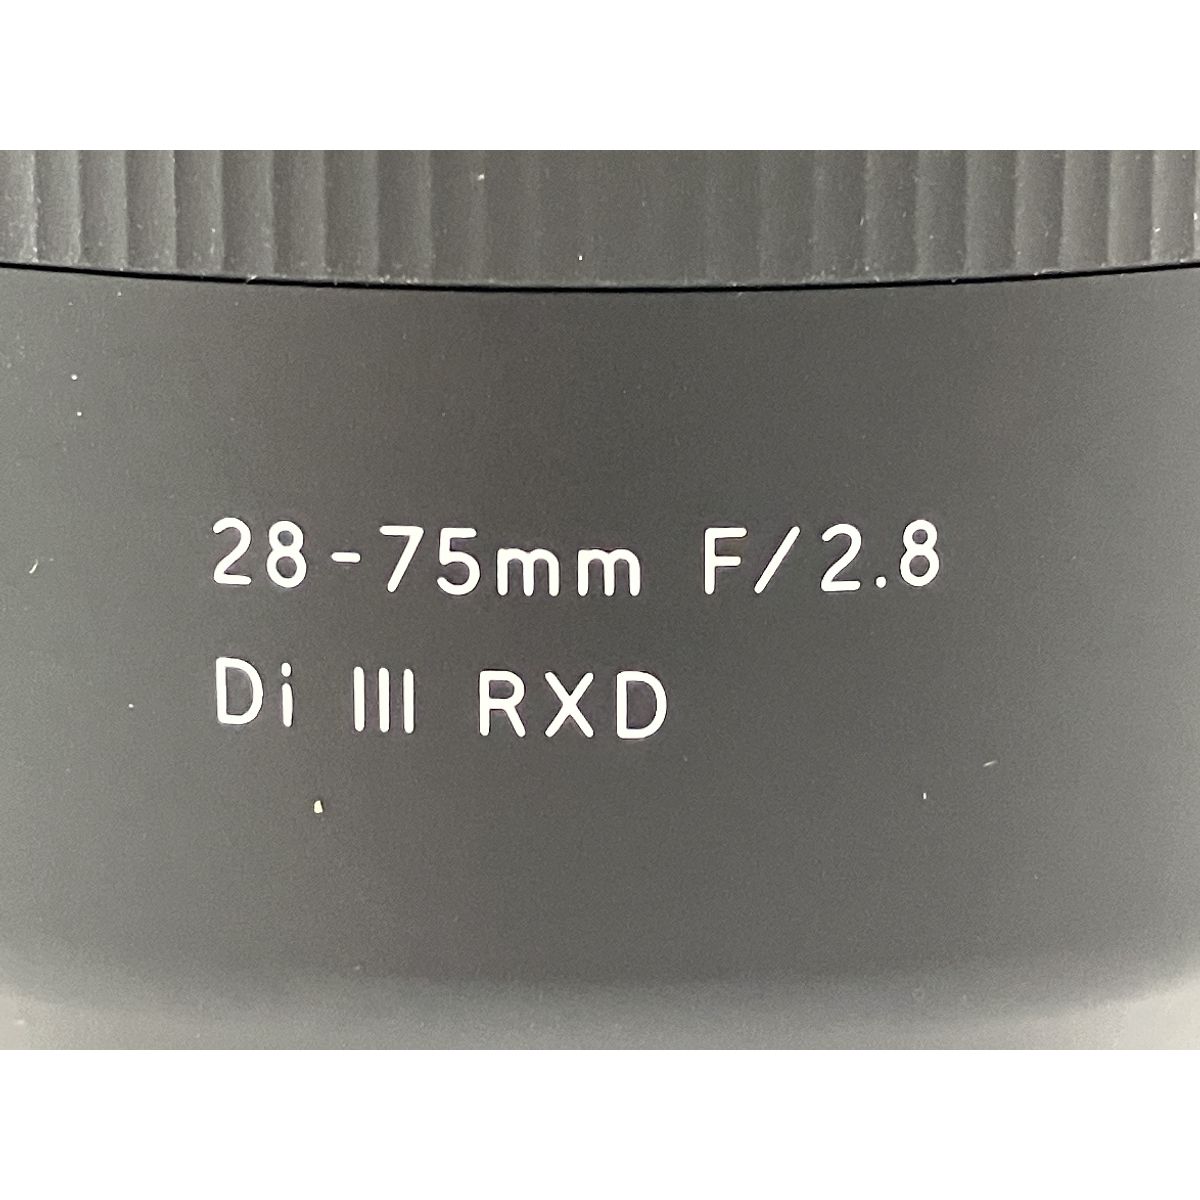 28-75mm F/2.8
Di III RXD